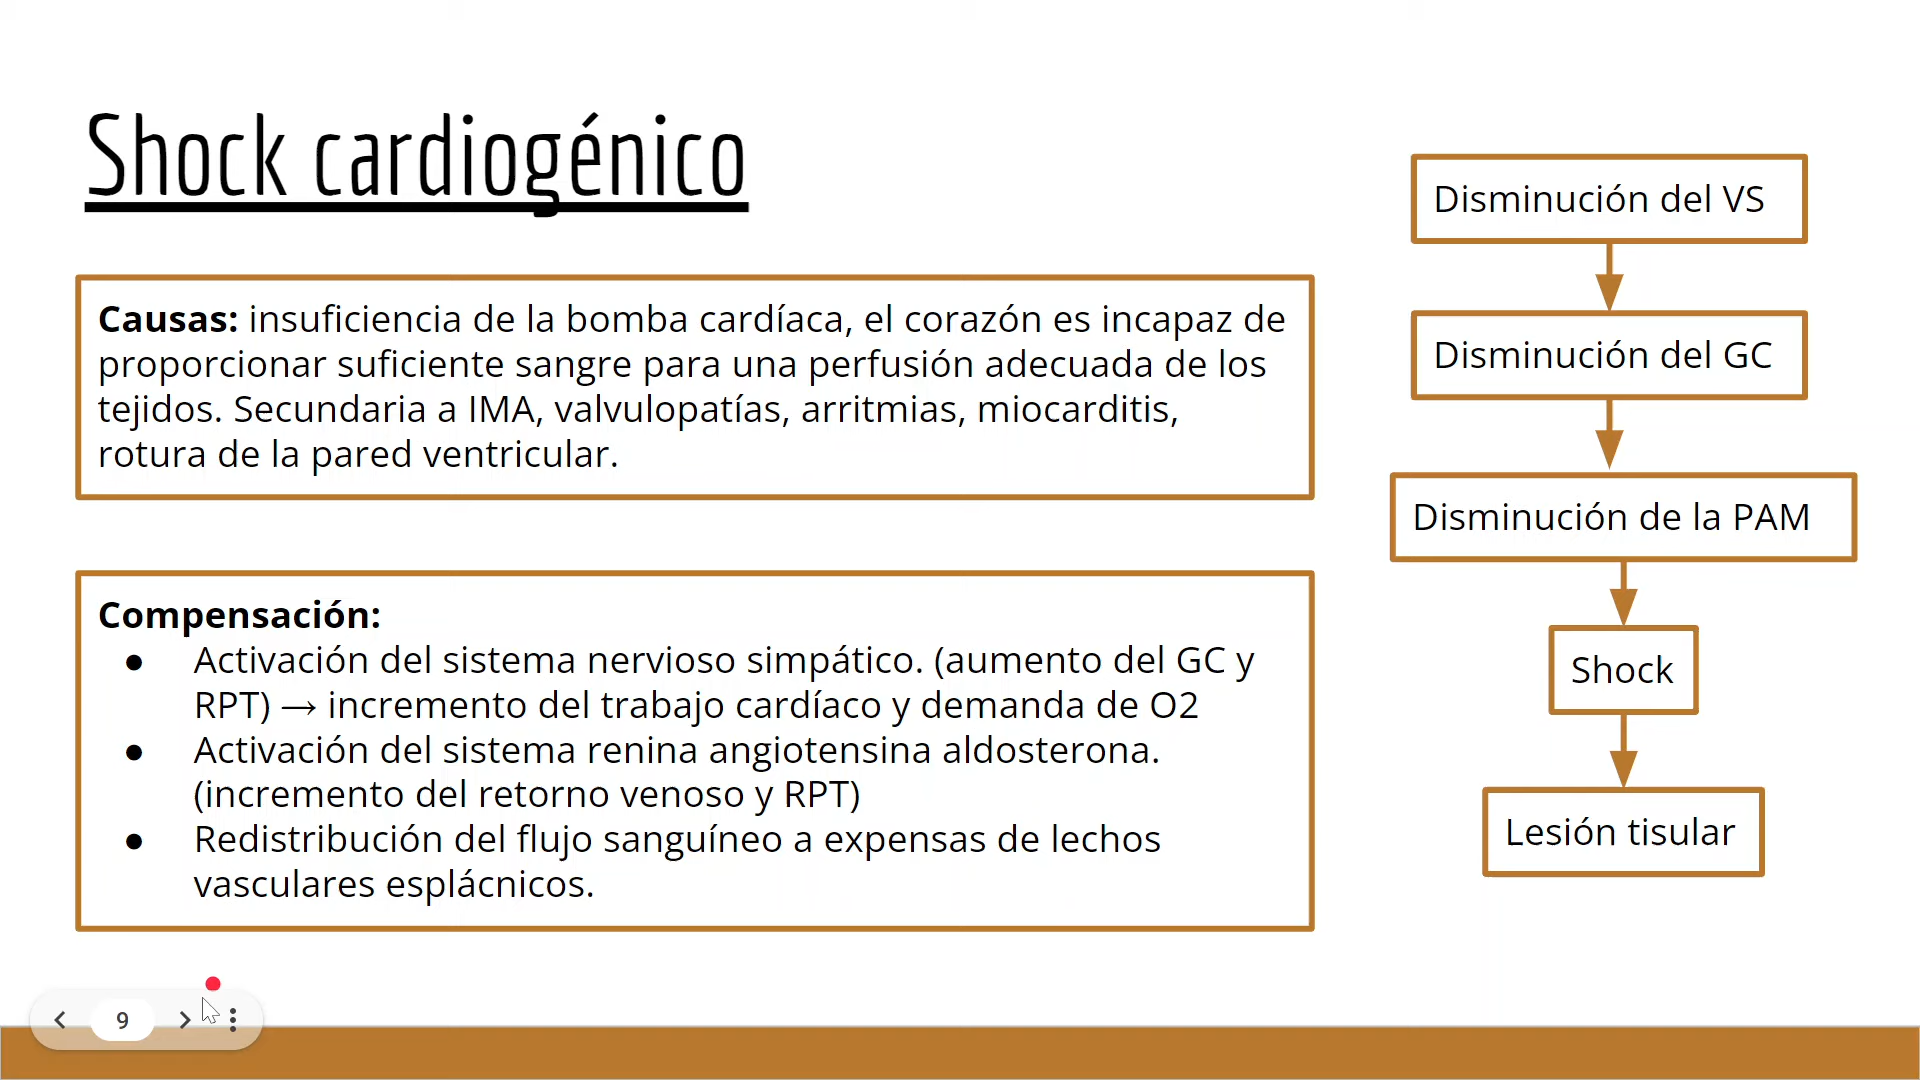 Shock cardiogénico
Causas: insuficiencia de la bomba cardíaca, el corazón es incapaz de
proporcionar suficiente sangre para una perfusión adecuada de los
tejidos. Secundaria a IMA, valvulopatías, arritmias, miocarditis,
rotura de la pared ventricular.
Compensación:
● Activación del sistema nervioso simpático. (aumento del GC y
RPT) → incremento del trabajo cardíaco y demanda de O2
● Activación del sistema renina angiotensina aldosterona.
(incremento del retorno venoso y RPT)
● Redistribución del flujo sanguíneo a expensas de lechos
vasculares esplácnicos.
Disminución del VS
Disminución del GC
Disminución de la PAM
Shock
Lesión tisular
9